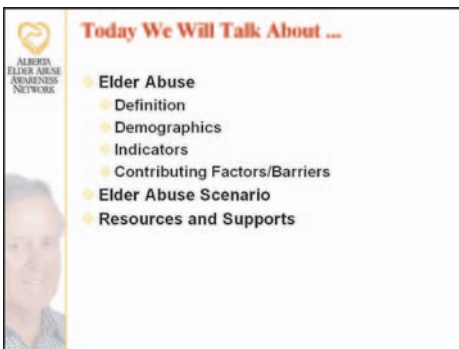 Today We Will Talk About ...
ALBERTA
ELDER ABUSE
AWARENESS
NETWORK
Elder Abuse
Definition
Demographics
Indicators
Contributing Factors/Barriers
Elder Abuse Scenario
Resources and Supports